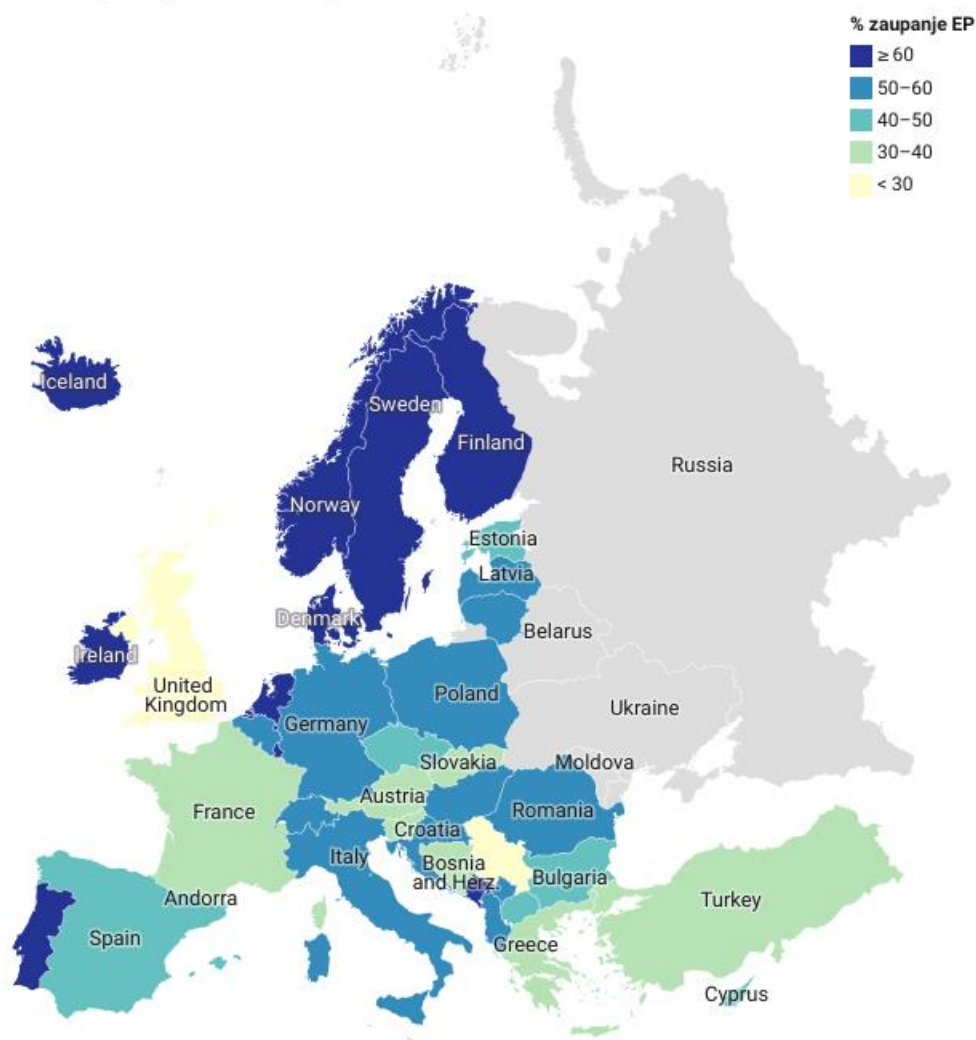 % zaupanje EP
≥ 60
50–60
40–50
30–40
< 30
Iceland
Sweden
Finland
Norway
Russia
Estonia
Latvia
Denmark
Belarus
Ireland
United
Kingdom
Poland
Germany
Ukraine
Slovakia
Moldova
Austria
France
Romania
Croatia
Italy
Bosnia
and Herz.
Bulgaria
Andorra
Turkey
Spain
Greece
Cyprus